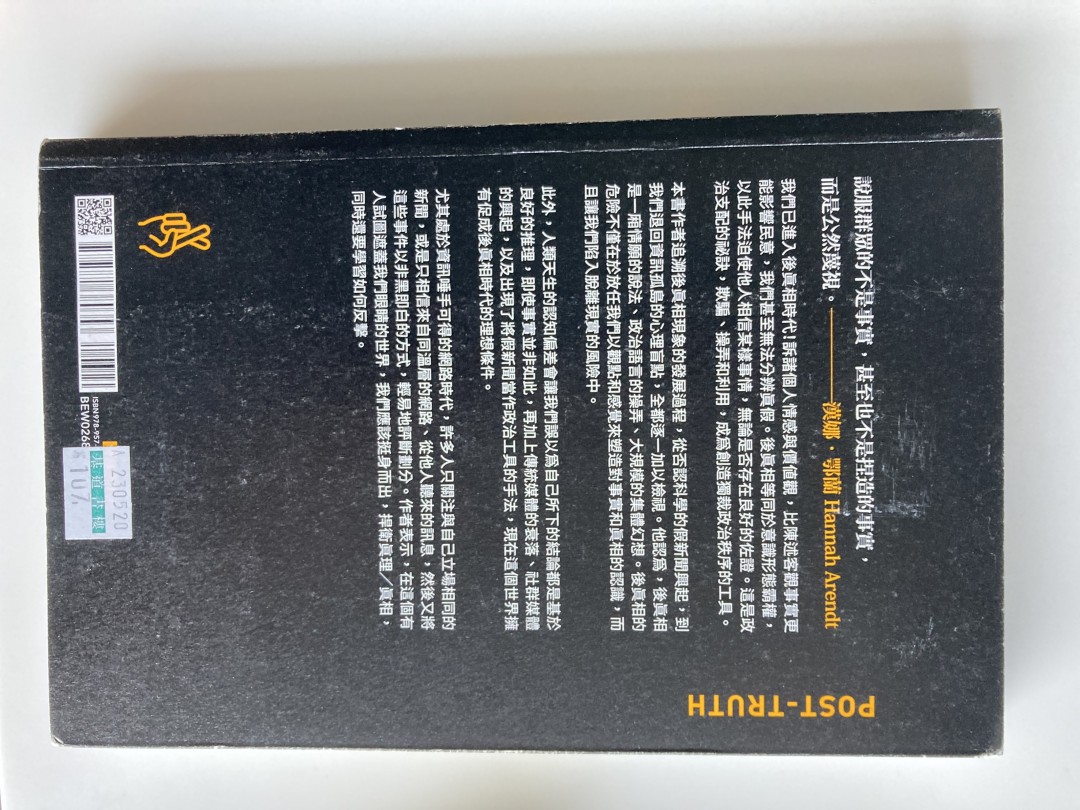 說服群眾的不是事實，甚至也不是捏造的事實，
而是公然蔑視。————漢娜・鄂蘭 Hannah Arendt
我們已進入後真相時代！訴諸個人情感與價值觀，比陳述客觀事實更
能影響民意，我們甚至無法分辨真假。後真相等同於意識形態霸權，
以此手法迫使他人相信某樣事情，無論是否存在良好的佐證。這是政
治支配的祕訣，欺騙、操弄和利用，成為創造獨裁政治秩序的工具。
本書作者追溯後真相現象的發展過程，從否認科學的假新聞興起，到
我們退回資訊孤島的心理盲點，全都逐一加以檢視。他認為，後真相
是一廂情願的說法、政治語言的操弄、大規模的集體幻想。後真相的
危險不僅在於放任我們以觀點和感覺來塑造對事實和真相的認識，而
且讓我們陷入脫離現實的風險中。
此外，人類天生的認知偏差會讓我們誤以為自己所下的結論都是基於
良好的推理，即使事實並非如此，再加上傳統媒體的衰落、社群媒體
的興起，以及出現了將假新聞當作政治工具的手法，現在這個世界擁
有促成後真相時代的理想條件。
尤其處於資訊唾手可得的網路時代，許多人只關注與自己立場相同的
新聞，或是只相信來自同溫層的網路、從他人聽來的訊息，然後又將
這些事件以非黑即白的方式，輕易地評斷劃分。作者表示，在這個有
人試圖遮蓋我們眼睛的世界，我們應該挺身而出，捍衛真理／真相，
同時還要學習如何反擊。
POST-TRUTH
ISBN 978-957-
BEW0268
A 230520
基道書樓
107